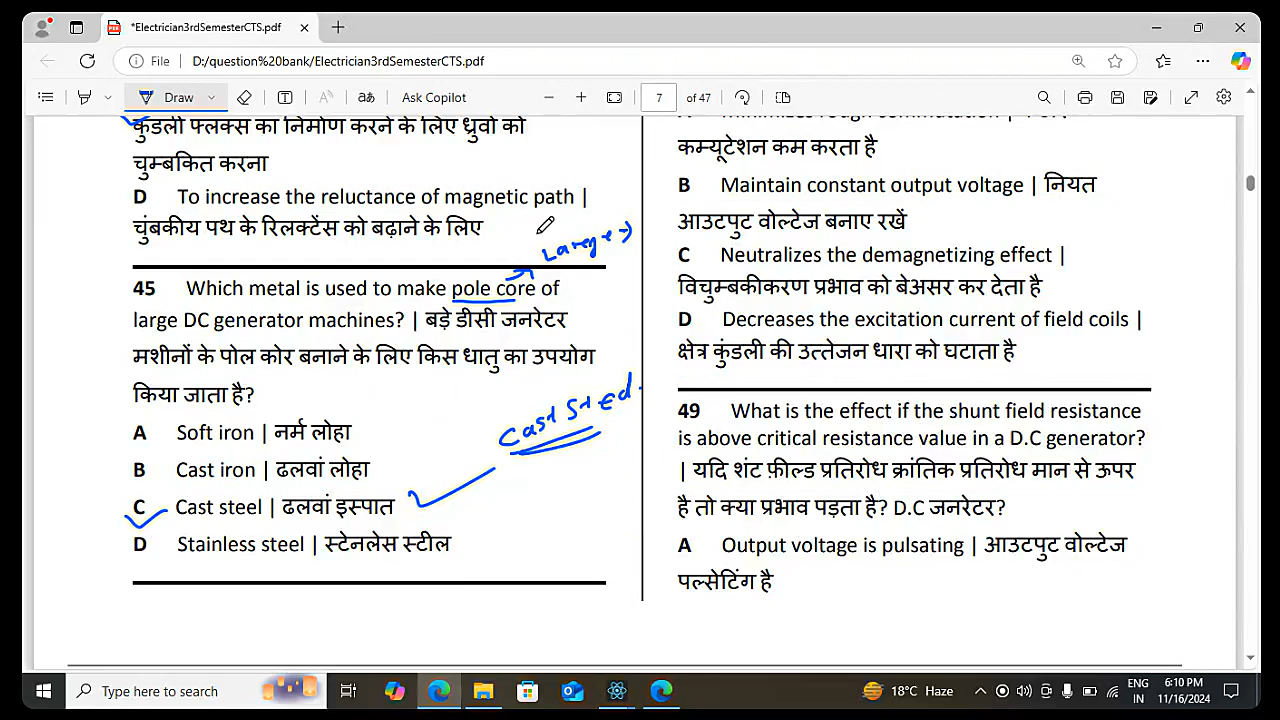 *Electrician3rdSemesterCTS.pdf
File D:/question%20bank/Electrician3rdSemesterCTS.pdf
Draw Ask Copilot 7 of 47
कुंडली फ्लक्स का निर्माण करने के लिए ध्रुवों को
चुम्बकित करना
D To increase the reluctance of magnetic path |
चुंबकीय पथ के रिलक्टेंस को बढ़ाने के लिए
45 Which metal is used to make pole core of
large DC generator machines? | बड़े डीसी जनरेटर
मशीनों के पोल कोर बनाने के लिए किस धातु का उपयोग
किया जाता है?
Cast Steel
A Soft iron | नर्म लोहा
B Cast iron | ढलवां लोहा
C Cast steel | ढलवां इस्पात
D Stainless steel | स्टेनलेस स्टील
कम्यूटेशन कम करता है
B Maintain constant output voltage | नियत
आउटपुट वोल्टेज बनाए रखें
C Neutralizes the demagnetizing effect |
विचुम्बकीकरण प्रभाव को बेअसर कर देता है
D Decreases the excitation current of field coils |
क्षेत्र कुंडली की उत्तेजन धारा को घटाता है
49 What is the effect if the shunt field resistance
is above critical resistance value in a D.C generator?
| यदि शंट फ़ील्ड प्रतिरोध क्रांतिक प्रतिरोध मान से ऊपर
है तो क्या प्रभाव पड़ता है? D.C जनरेटर?
A Output voltage is pulsating | आउटपुट वोल्टेज
पल्सेटिंग है
Type here to search
18°C Haze
ENG
IN
6:10 PM
11/16/2024